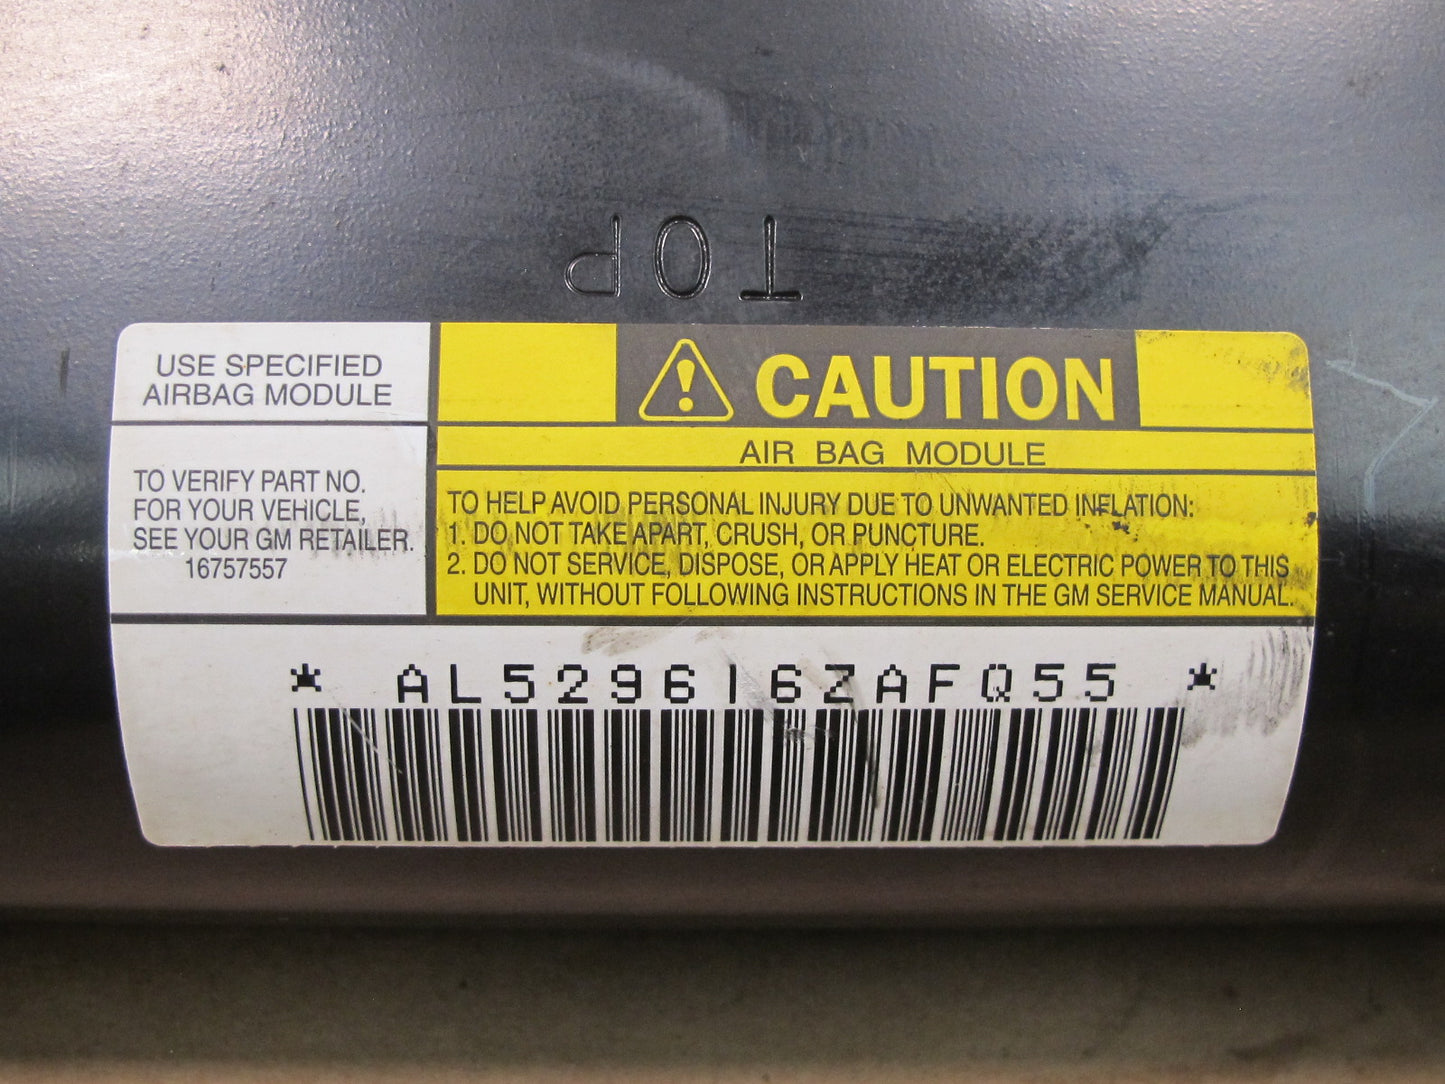 TOP
USE SPECIFIED
AIRBAG MODULE
TO VERIFY PART NO.
FOR YOUR VEHICLE,
SEE YOUR GM RETAILER.
16757557
CAUTION
AIR BAG MODULE
TO HELP AVOID PERSONAL INJURY DUE TO UNWANTED INFLATION:
1. DO NOT TAKE APART, CRUSH, OR PUNCTURE.
2. DO NOT SERVICE, DISPOSE, OR APPLY HEAT OR ELECTRIC POWER TO THIS
UNIT, WITHOUT FOLLOWING INSTRUCTIONS IN THE GM SERVICE MANUAL.
* AL529616ZAFQ55 *